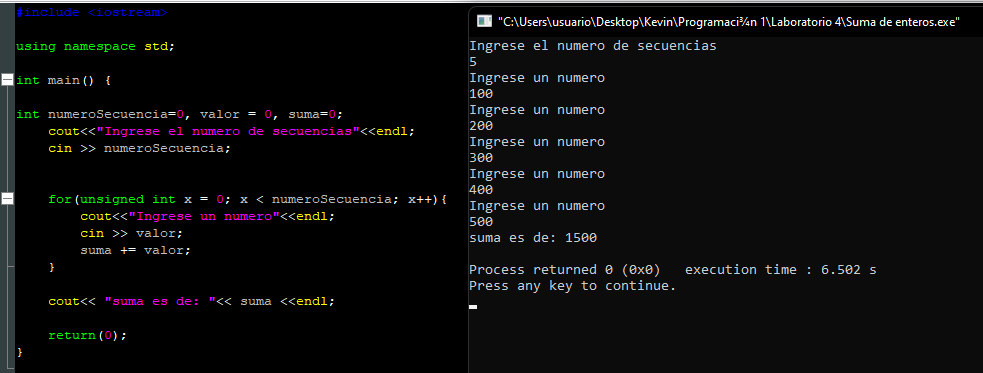 #include <iostream>
using namespace std;
int main() {
int numeroSecuencia=0, valor = 0, suma=0;
cout<<"Ingrese el numero de secuencias"<<endl;
cin >> numeroSecuencia;
for(unsigned int x = 0; x < numeroSecuencia; x++){
cout<<"Ingrese un numero"<<endl;
cin >> valor;
suma += valor;
}
cout<< "suma es de: "<< suma <<endl;
return(0);
}
"C:\Users\usuario\Desktop\Kevin\Programaci¾n 1\Laboratorio 4\Suma de enteros.exe"
Ingrese el numero de secuencias
5
Ingrese un numero
100
Ingrese un numero
200
Ingrese un numero
300
Ingrese un numero
400
Ingrese un numero
500
suma es de: 1500
Process returned 0 (0x0)   execution time : 6.502 s
Press any key to continue.